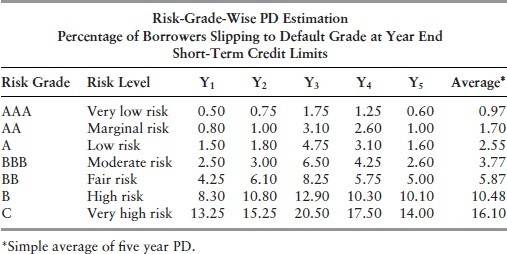 Risk-Grade-Wise PD Estimation
Percentage of Borrowers Slipping to Default Grade at Year End
Short-Term Credit Limits
Risk Grade Risk Level Y1 Y2 Y3 Y4 Y5 Average*
AAA Very low risk 0.50 0.75 1.75 1.25 0.60 0.97
AA Marginal risk 0.80 1.00 3.10 2.60 1.00 1.70
A Low risk 1.50 1.80 4.75 3.10 1.60 2.55
BBB Moderate risk 2.50 3.00 6.50 4.25 2.60 3.77
BB Fair risk 4.25 6.10 8.25 5.75 5.00 5.87
B High risk 8.30 10.80 12.90 10.30 10.10 10.48
C Very high risk 13.25 15.25 20.50 17.50 14.00 16.10
*Simple average of five year PD.